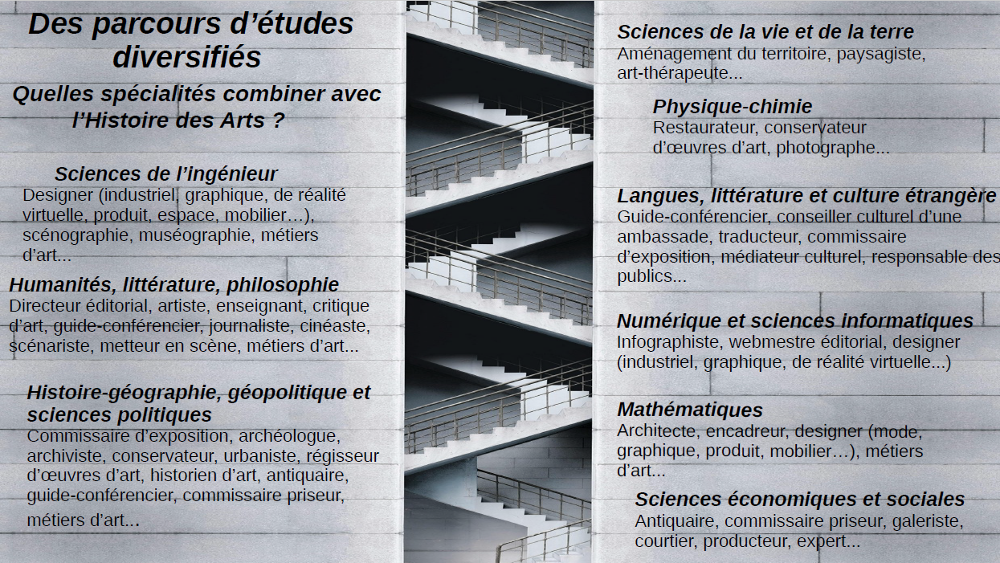 Des parcours d’études
diversifiés
Quelles spécialités combiner avec
l’Histoire des Arts ?
Sciences de l’ingénieur
Designer (industriel, graphique, de réalité
virtuelle, produit, espace, mobilier…),
scénographie, muséographie, métiers
d’art...
Humanités, littérature, philosophie
Directeur éditorial, artiste, enseignant, critique
d’art, guide-conférencier, journaliste, cinéaste,
scénariste, metteur en scène, métiers d’art...
Histoire-géographie, géopolitique et
sciences politiques
Commissaire d’exposition, archéologue,
archiviste, conservateur, urbaniste, régisseur
d’œuvres d’art, historien d’art, antiquaire,
guide-conférencier, commissaire priseur,
métiers d’art...
Sciences de la vie et de la terre
Aménagement du territoire, paysagiste,
art-thérapeute...
Physique-chimie
Restaurateur, conservateur
d’œuvres d’art, photographe...
Langues, littérature et culture étrangère
Guide-conférencier, conseiller culturel d’une
ambassade, traducteur, commissaire
d’exposition, médiateur culturel, responsable des
publics...
Numérique et sciences informatiques
Infographiste, webmestre éditorial, designer
(industriel, graphique, de réalité virtuelle...)
Mathématiques
Architecte, encadreur, designer (mode,
graphique, produit, mobilier…), métiers
d’art...
Sciences économiques et sociales
Antiquaire, commissaire priseur, galeriste,
courtier, producteur, expert...